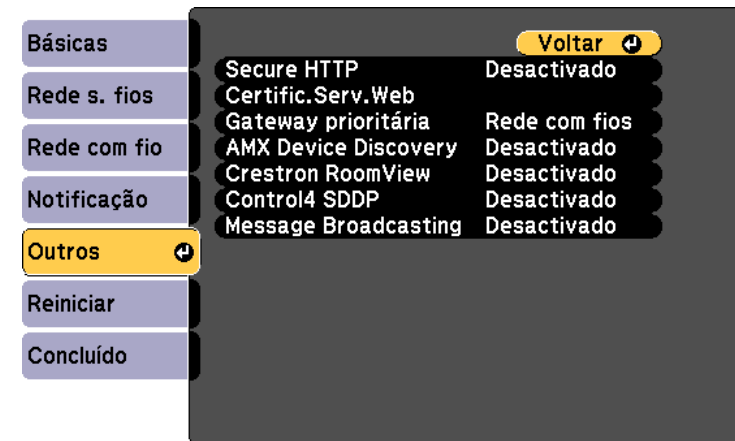 Básicas
Rede s. fios
Rede com fio
Notificação
Outros
Reiniciar
Concluído
Voltar
Secure HTTP Desactivado
Certific.Serv.Web
Gateway prioritária Rede com fios
AMX Device Discovery Desactivado
Crestron RoomView Desactivado
Control4 SDDP Desactivado
Message Broadcasting Desactivado